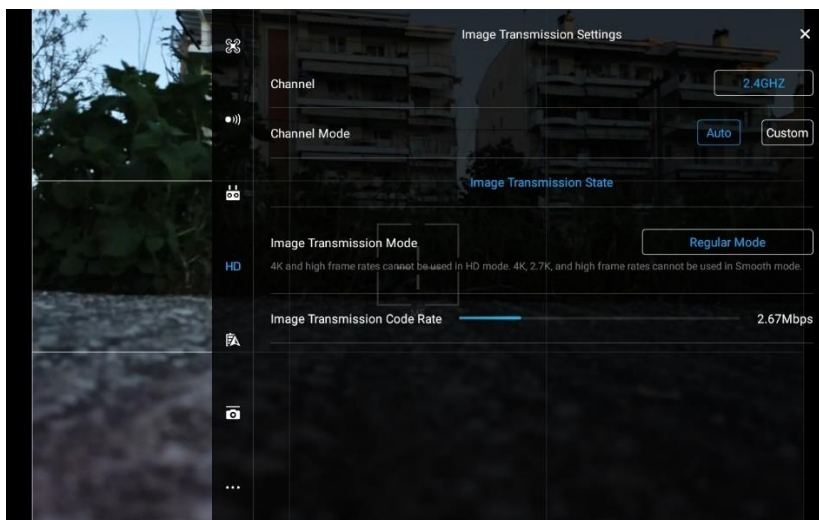 Image Transmission Settings
Channel
2.4GHZ
Channel Mode
Auto
Custom
Image Transmission State
Image Transmission Mode
Regular Mode
HD
4K and high frame rates cannot be used in HD mode. 4K, 2.7K, and high frame rates cannot be used in Smooth mode.
Image Transmission Code Rate
2.67Mbps